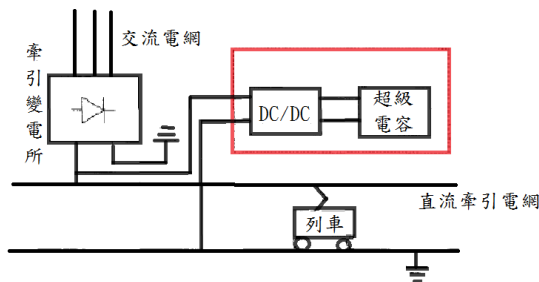 交流電網
牽引變電所
DC/DC
超級
電容
直流牽引電網
列車